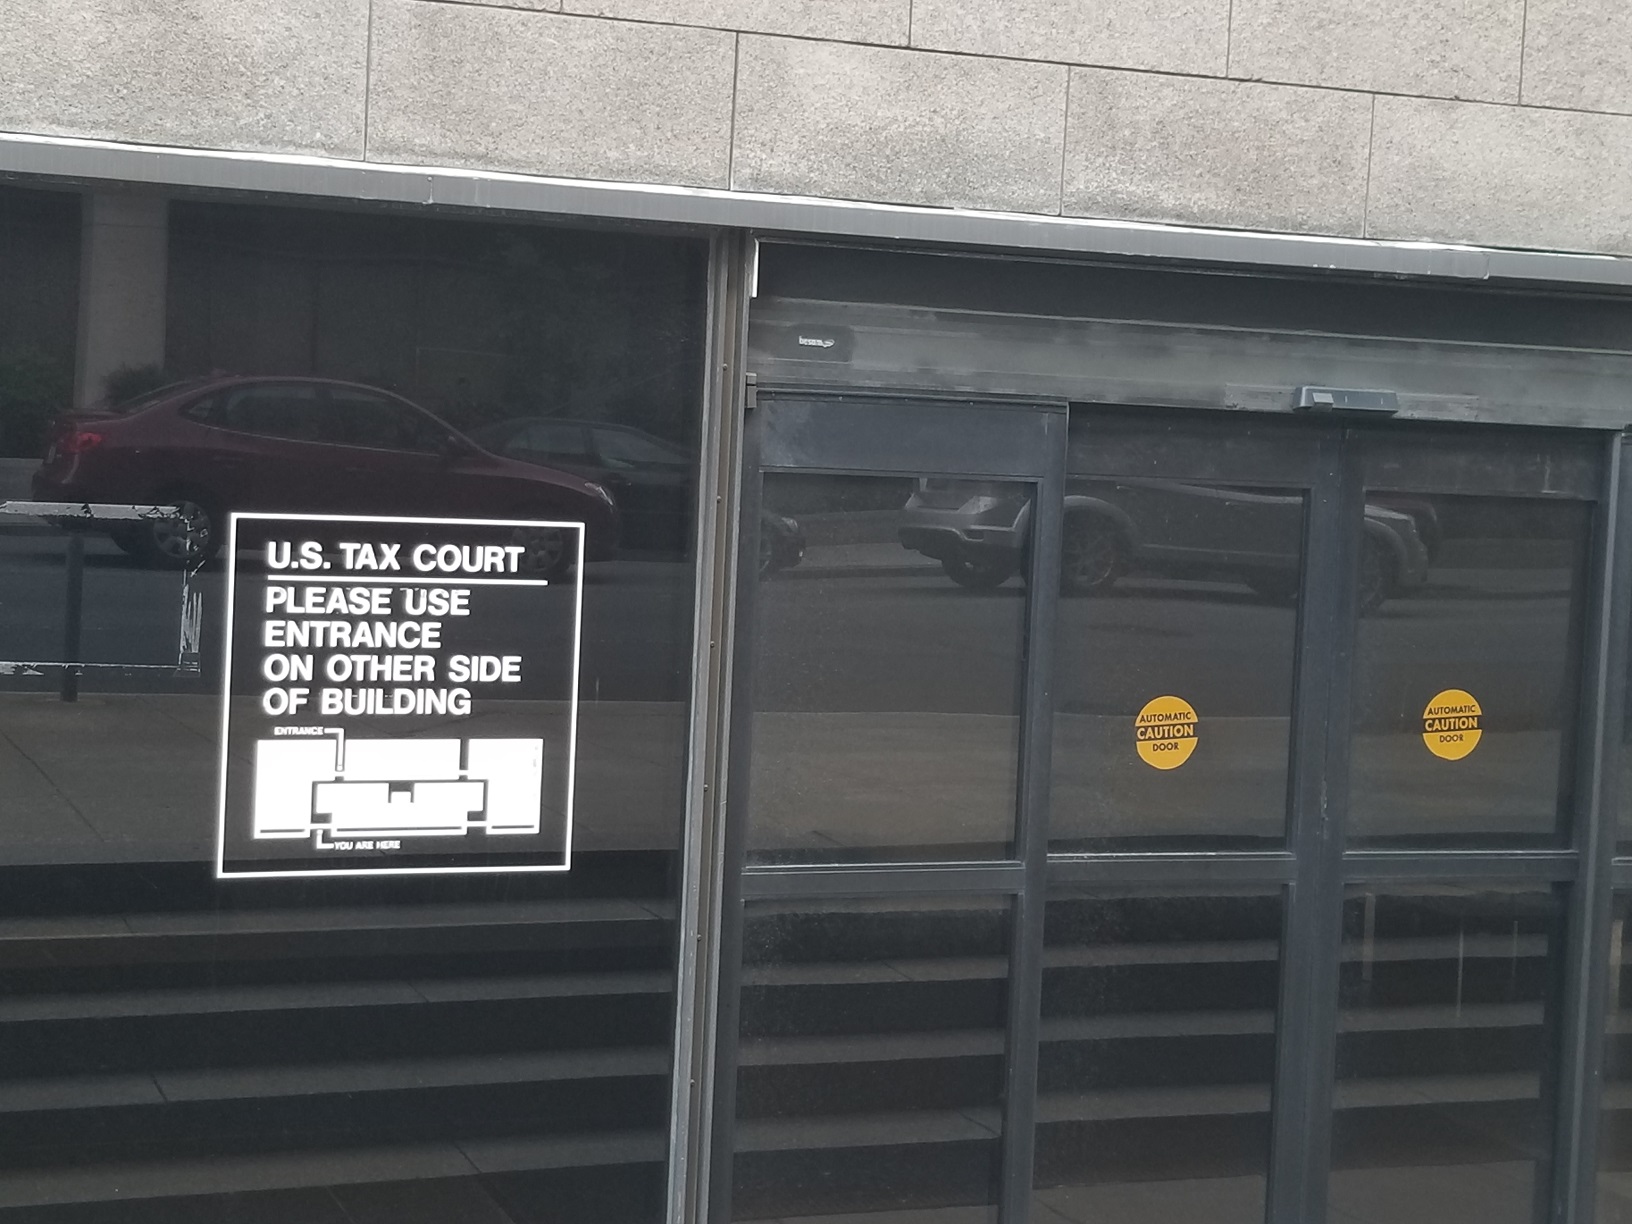 besam
U.S. TAX COURT
PLEASE USE
ENTRANCE
ON OTHER SIDE
OF BUILDING
ENTRANCE
YOU ARE HERE
AUTOMATIC
CAUTION
DOOR
AUTOMATIC
CAUTION
DOOR